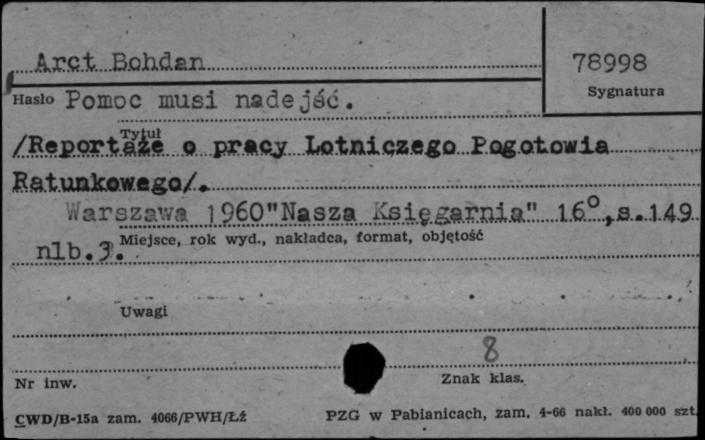 Arct Bohdan
78998
Hasło
Sygnatura
Pomoc musi nadejść.
Tytuł
/Reportaże o pracy Lotniczego Pogotowia
Ratunkowego/.
Warszawa 1960"Nasza Księgarnia" 16°,s.149
Miejsce, rok wyd., nakładca, format, objętość
nlb.3.
Uwagi
8
Nr inw.
Znak klas.
CWD/B-15a zam. 4066/PWH/Łź
PZG w Pabianicach, zam. 4-66 nakł. 400 000 szt.